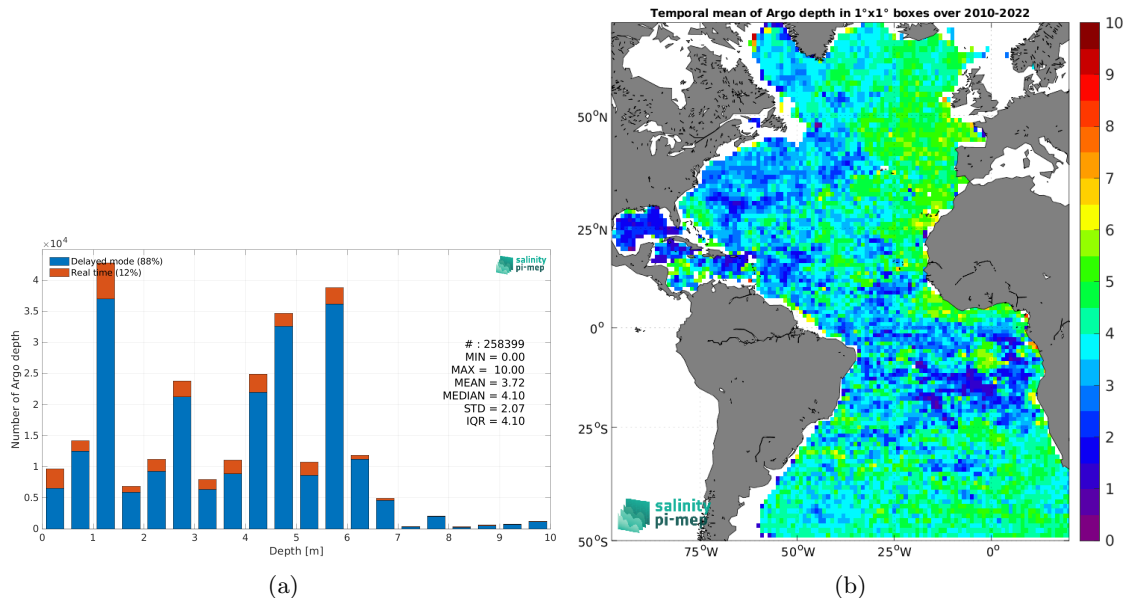 Temporal mean of Argo depth in 1°x1° boxes over 2010-2022
×10⁴
Delayed mode (88%)
Real time (12%)
salinity
pi-mep
# : 258399
MIN = 0.00
MAX = 10.00
MEAN = 3.72
MEDIAN = 4.10
STD = 2.07
IQR = 4.10
Number of Argo depth
4
3.5
3
2.5
2
1.5
1
0.5
0
0 1 2 3 4 5 6 7 8 9 10
Depth [m]
(a)
50°N
25°N
0°
25°S
50°S
75°W 50°W 25°W 0°
salinity
pi-mep
10
9
8
7
6
5
4
3
2
1
0
(b)